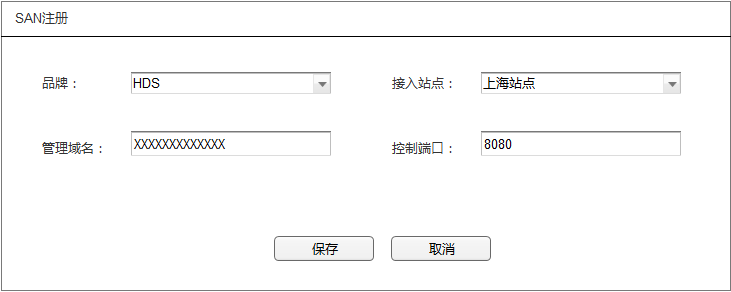 SAN注册
品牌： HDS 接入站点： 上海站点
管理域名： XXXXXXXXXXXXX 控制端口： 8080
保存 取消